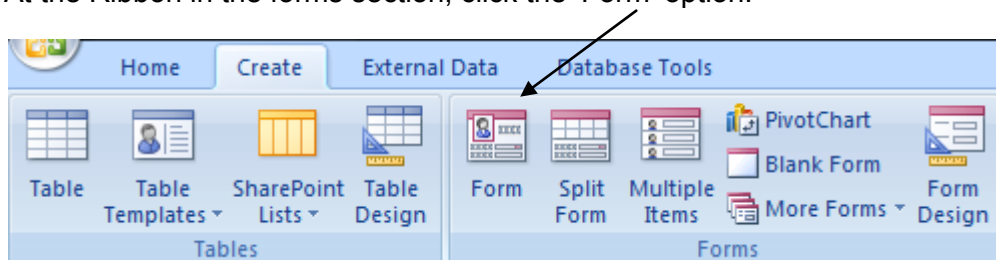 At the Ribbon in the forms section, click the 'Form' option.
Home Create External Data Database Tools
Table
Table Templates
SharePoint Lists
Table Design
Tables
Form
Split Form
Multiple Items
PivotChart
Blank Form
More Forms
Form Design
Forms